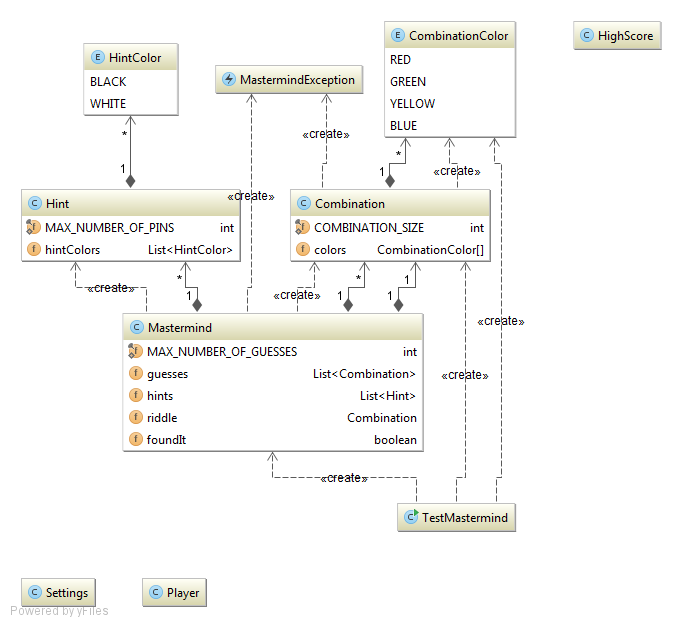 CombinationColor
HighScore
HintColor
RED
MastermindException
BLACK
GREEN
WHITE
YELLOW
BLUE
«create»
*
*
1
1
«create»
«create»
Hint
Combination
MAX_NUMBER_OF_PINS int
COMBINATION_SIZE int
hintColors List<HintColor>
colors CombinationColor[]
*
*
1
«create»
1
«create»
1
1
Mastermind
«create»
MAX_NUMBER_OF_GUESSES int
guesses List<Combination>
«create»
hints List<Hint>
riddle Combination
foundIt boolean
«create»
TestMastermind
Settings
Player
Powered by yFiles